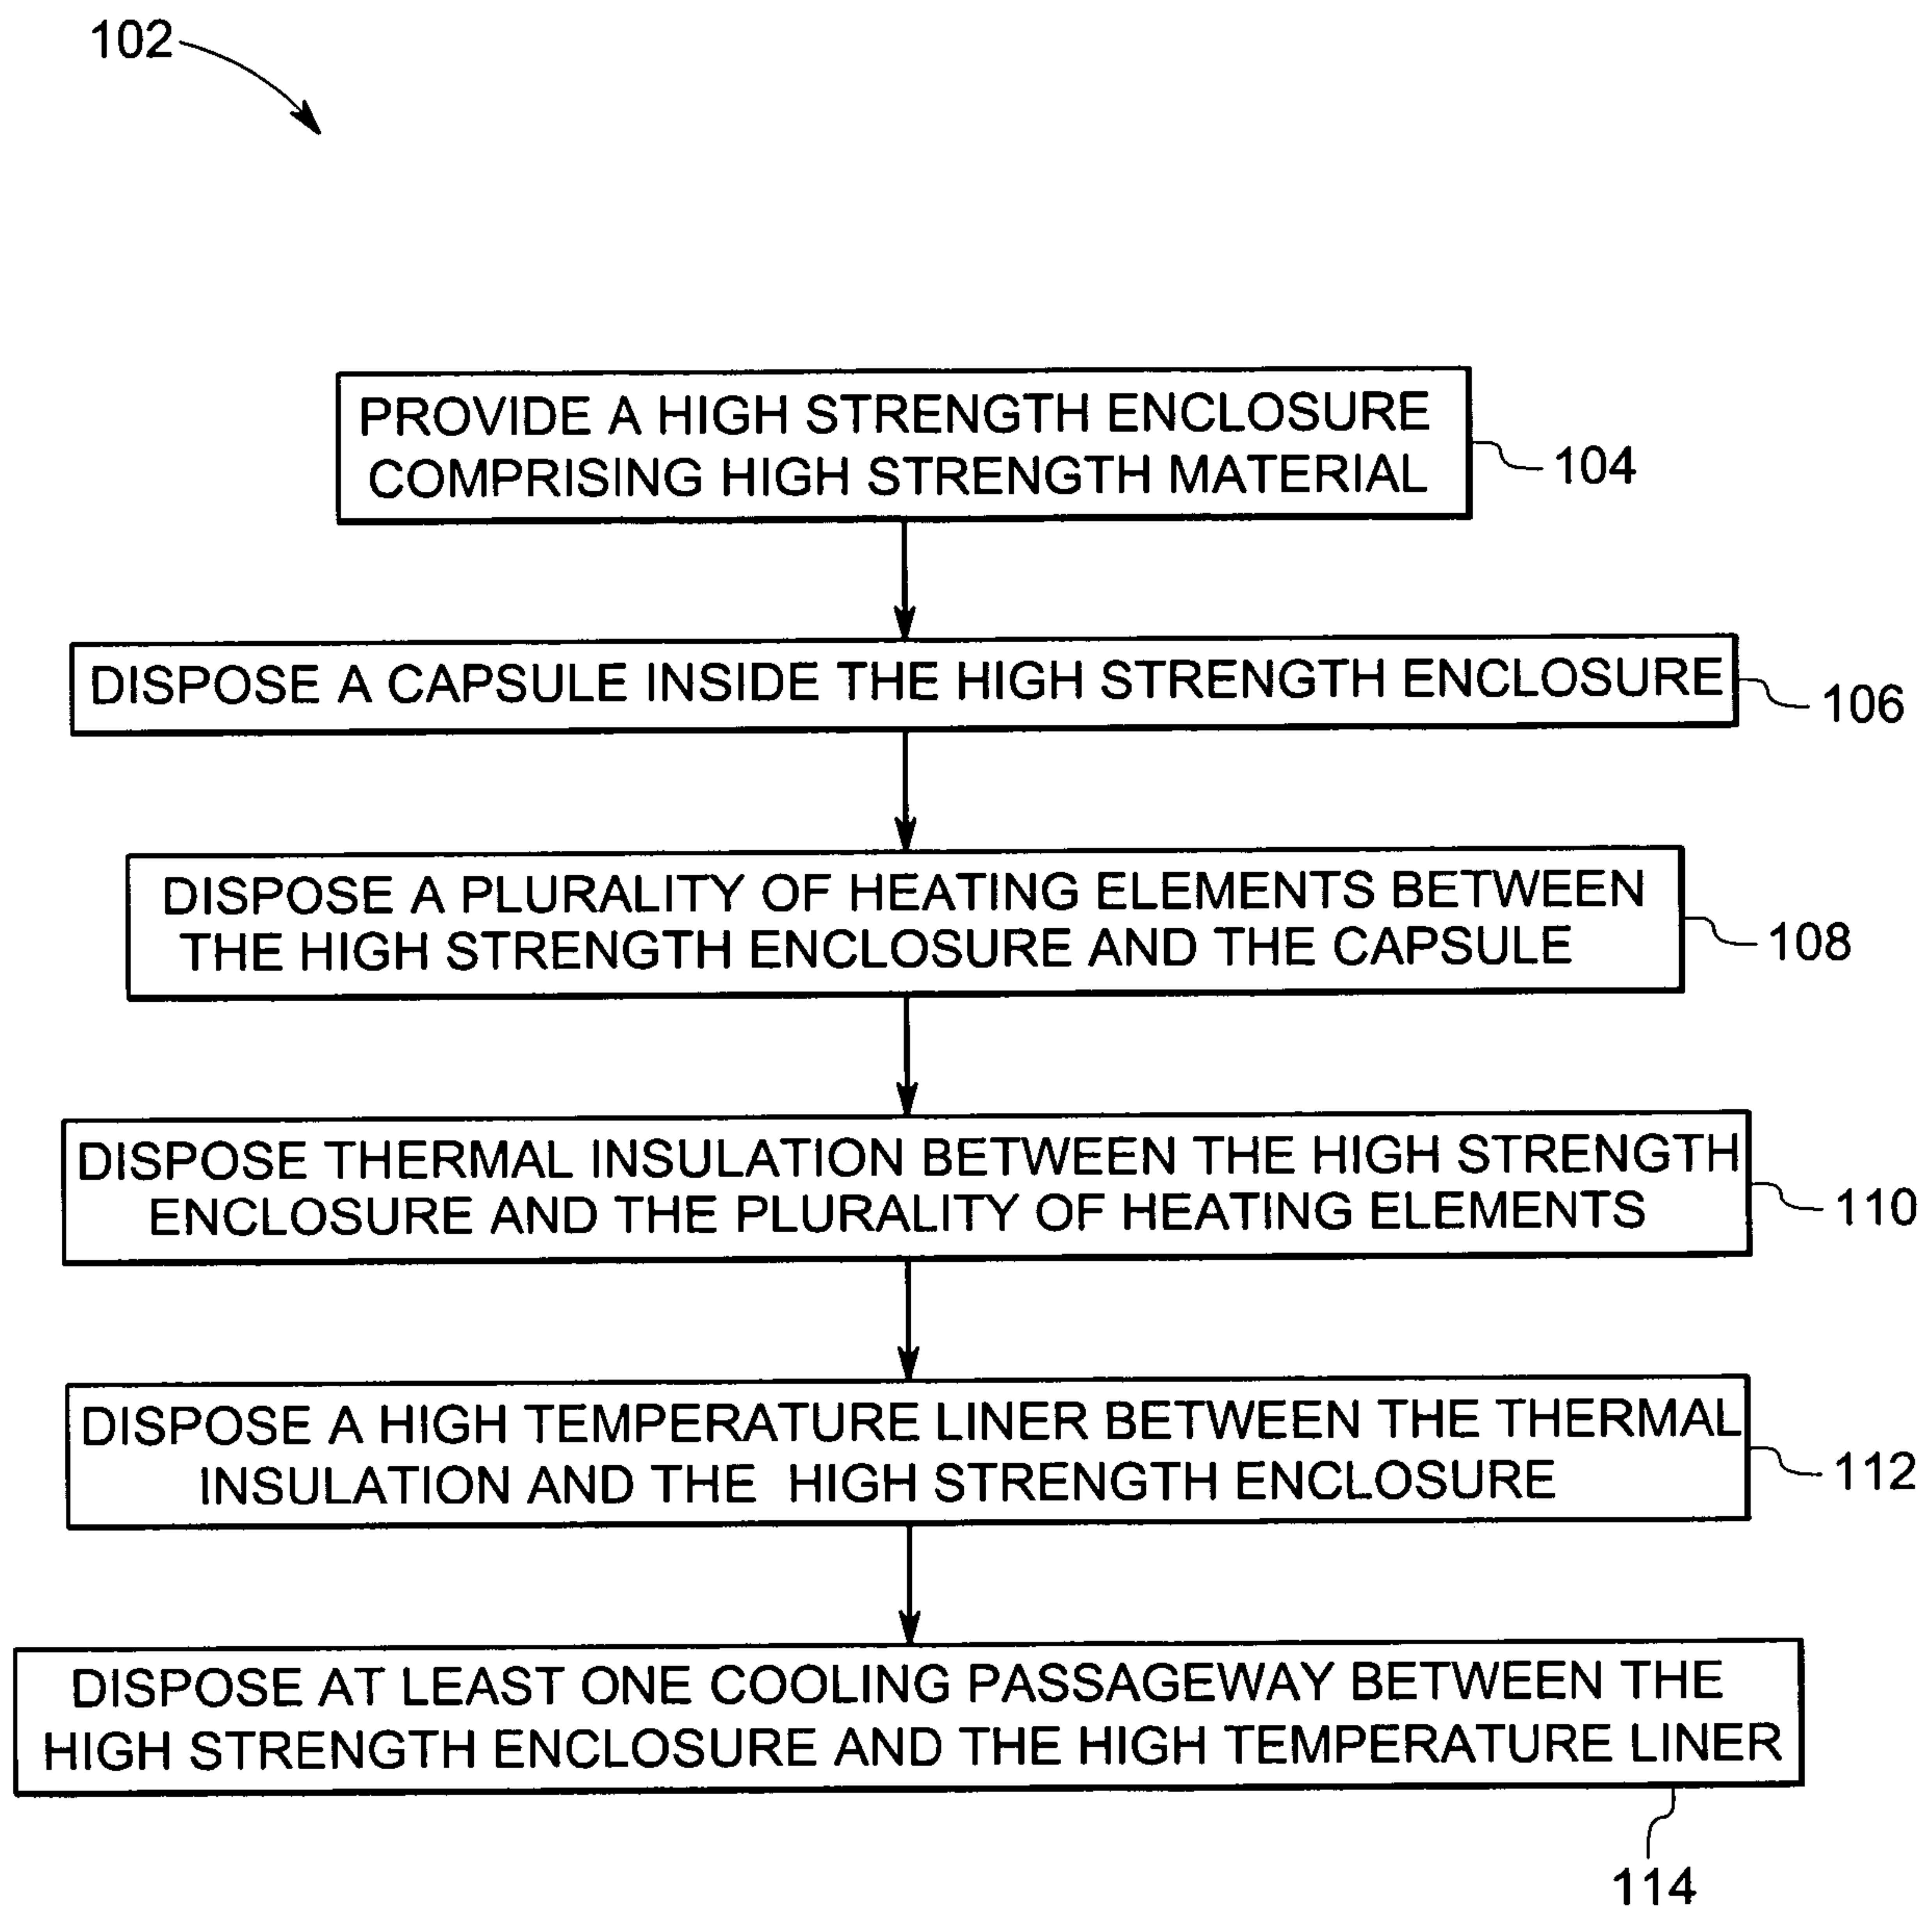 102
PROVIDE A HIGH STRENGTH ENCLOSURE
COMPRISING HIGH STRENGTH MATERIAL
104
DISPOSE A CAPSULE INSIDE THE HIGH STRENGTH ENCLOSURE
106
DISPOSE A PLURALITY OF HEATING ELEMENTS BETWEEN
THE HIGH STRENGTH ENCLOSURE AND THE CAPSULE
108
DISPOSE THERMAL INSULATION BETWEEN THE HIGH STRENGTH
ENCLOSURE AND THE PLURALITY OF HEATING ELEMENTS
110
DISPOSE A HIGH TEMPERATURE LINER BETWEEN THE THERMAL
INSULATION AND THE HIGH STRENGTH ENCLOSURE
112
DISPOSE AT LEAST ONE COOLING PASSAGEWAY BETWEEN THE
HIGH STRENGTH ENCLOSURE AND THE HIGH TEMPERATURE LINER
114